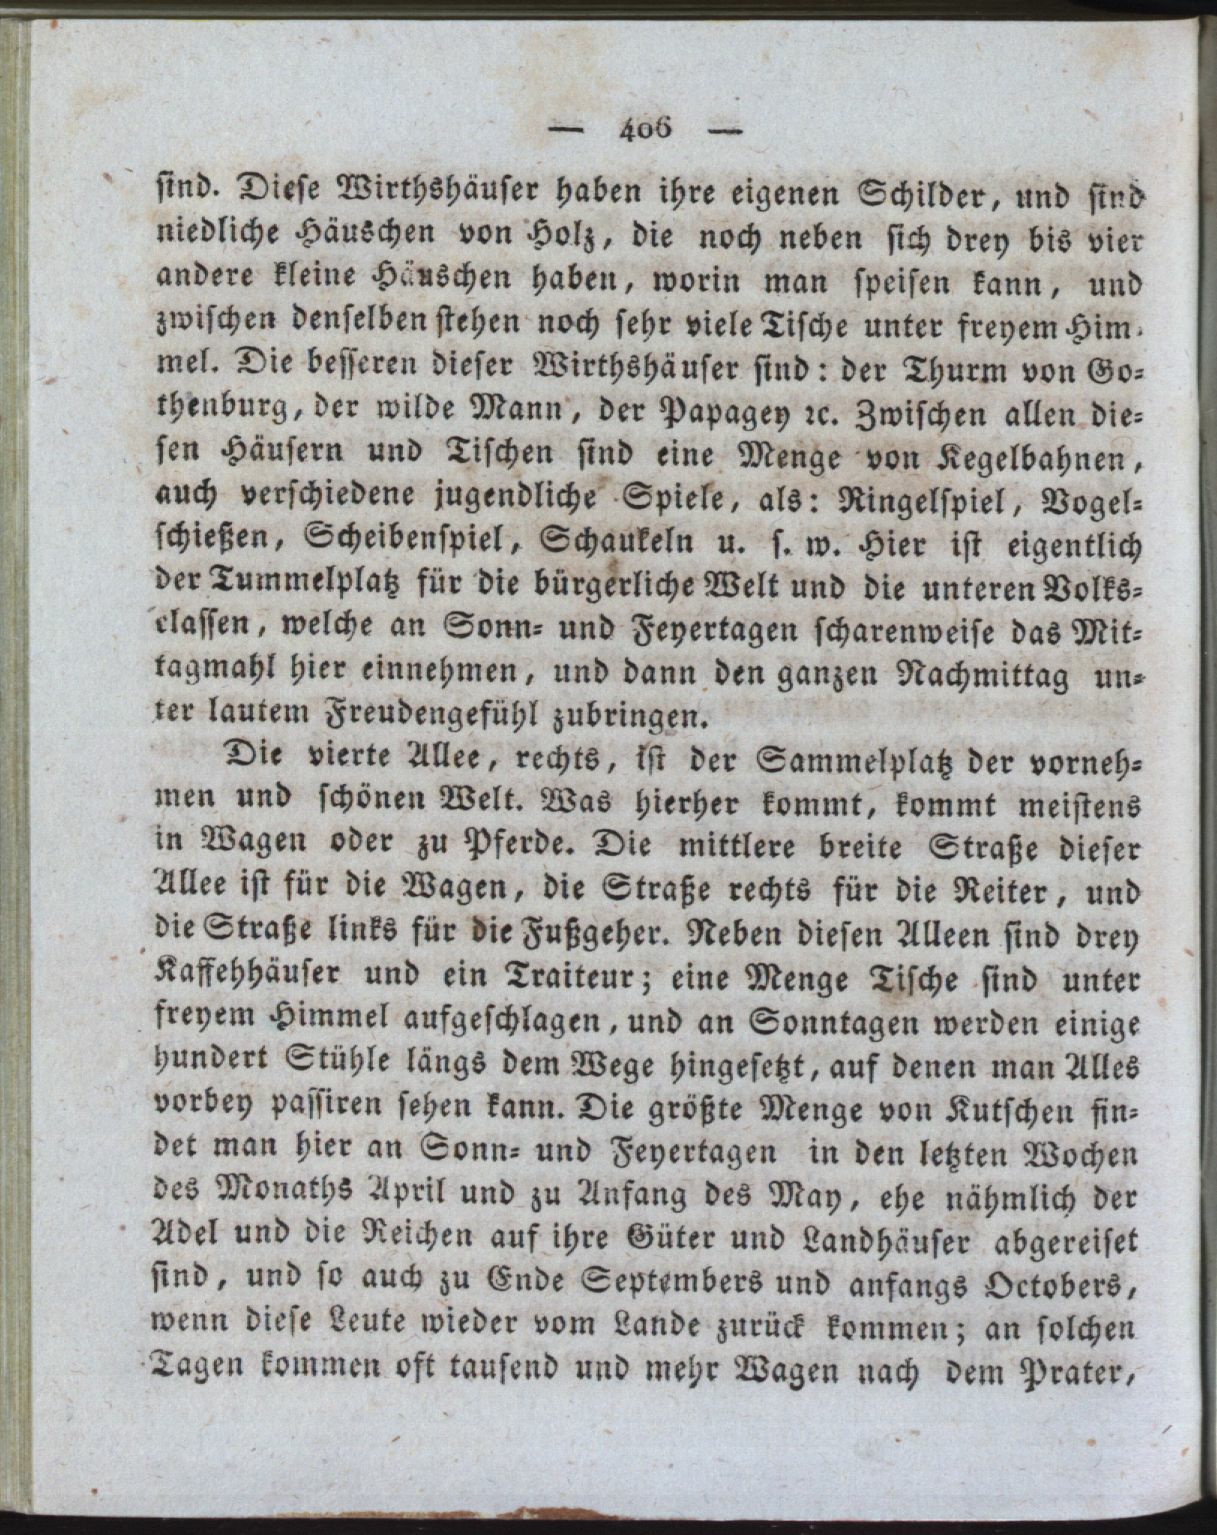 — 406 —
sind. Diese Wirthshäuser haben ihre eigenen Schilder, und sind
niedliche Häuschen von Holz, die noch neben sich drey bis vier
andere kleine Häuschen haben, worin man speisen kann, und
zwischen denselben stehen noch sehr viele Tische unter freyem Him-
mel. Die besseren dieser Wirthshäuser sind: der Thurm von Go-
thenburg, der wilde Mann, der Papagey ꝛc. Zwischen allen die-
sen Häusern und Tischen sind eine Menge von Kegelbahnen,
auch verschiedene jugendliche Spiele, als: Ringelspiel, Vogel-
schießen, Scheibenspiel, Schaukeln u. s. w. Hier ist eigentlich
der Tummelplatz für die bürgerliche Welt und die unteren Volks-
classen, welche an Sonn- und Feyertagen scharenweise das Mit-
tagmahl hier einnehmen, und dann den ganzen Nachmittag un-
ter lautem Freudengefühl zubringen.
Die vierte Allee, rechts, ist der Sammelplatz der vorneh-
men und schönen Welt. Was hierher kommt, kommt meistens
in Wagen oder zu Pferde. Die mittlere breite Straße dieser
Allee ist für die Wagen, die Straße rechts für die Reiter, und
die Straße links für die Fußgeher. Neben diesen Alleen sind drey
Kaffehhäuser und ein Traiteur; eine Menge Tische sind unter
freyem Himmel aufgeschlagen, und an Sonntagen werden einige
hundert Stühle längs dem Wege hingesetzt, auf denen man Alles
vorbey passiren sehen kann. Die größte Menge von Kutschen fin-
det man hier an Sonn- und Feyertagen in den letzten Wochen
des Monaths April und zu Anfang des May, ehe nähmlich der
Adel und die Reichen auf ihre Güter und Landhäuser abgereiset
sind, und so auch zu Ende Septembers und anfangs Octobers,
wenn diese Leute wieder vom Lande zurück kommen; an solchen
Tagen kommen oft tausend und mehr Wagen nach dem Prater,